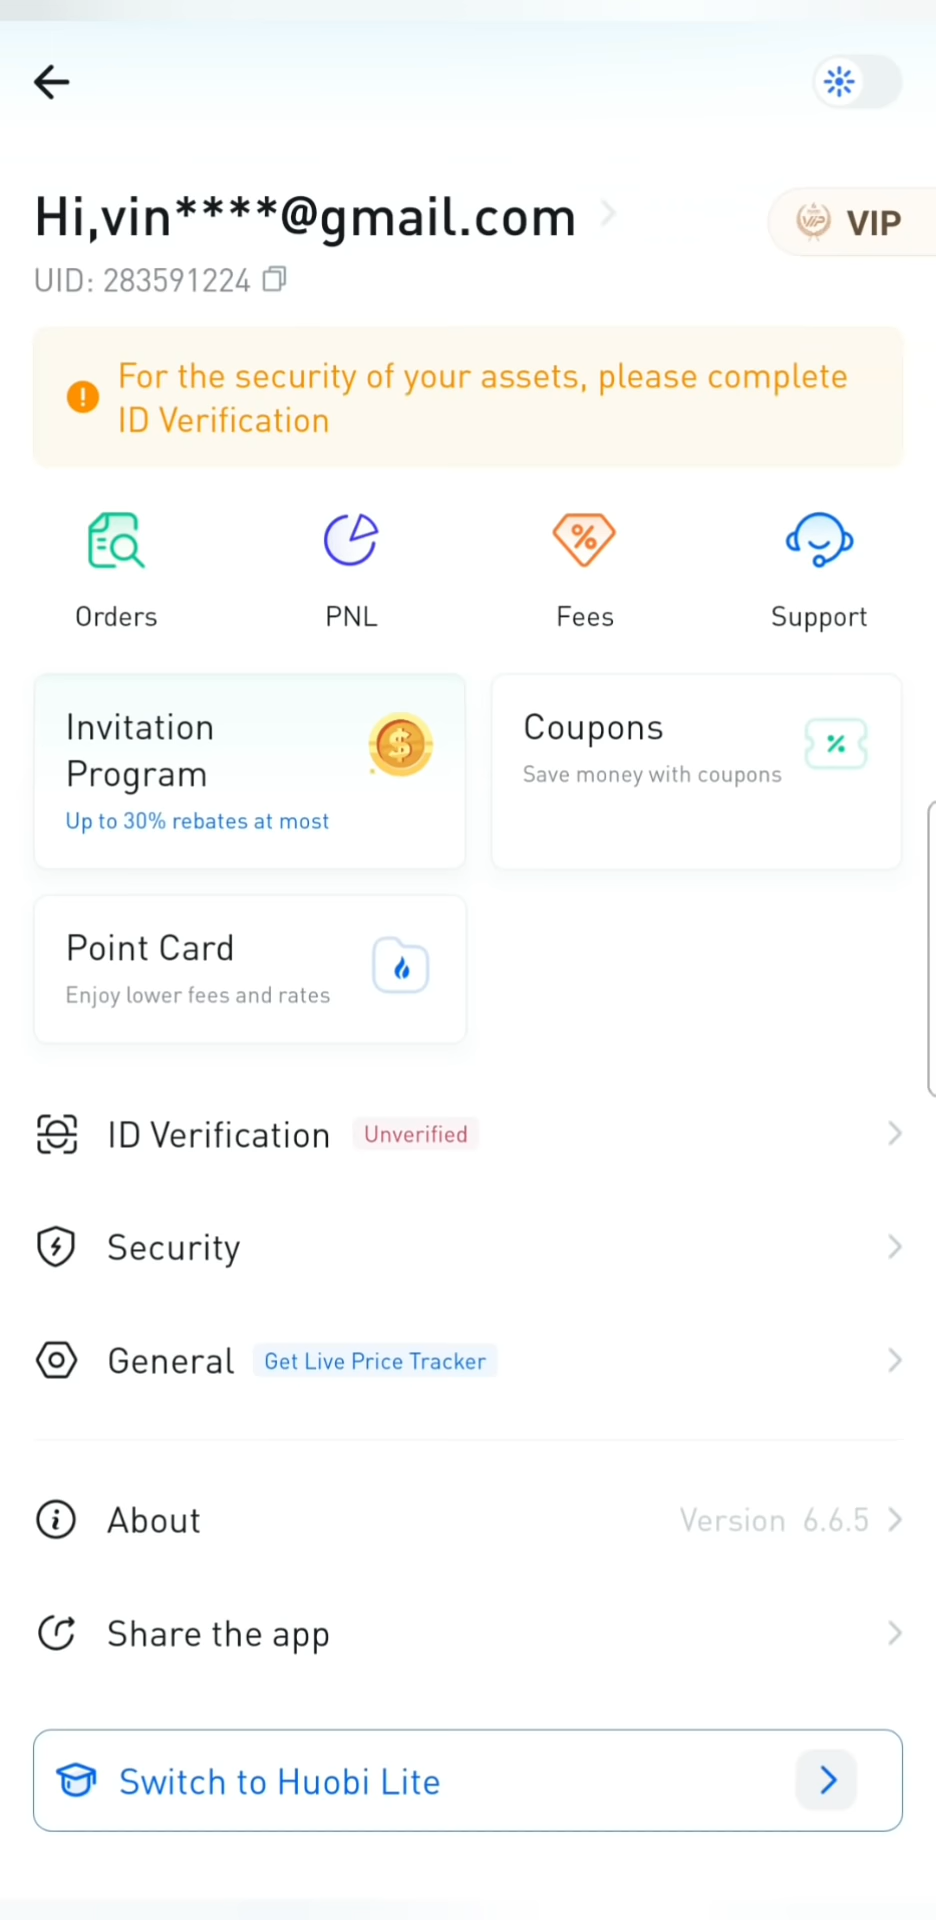 Hi,vin****@gmail.com
VIP
UID: 283591224
For the security of your assets, please complete
ID Verification
Orders
PNL
Fees
Support
Invitation
Program
Up to 30% rebates at most
Coupons
Save money with coupons
Point Card
Enjoy lower fees and rates
ID Verification
Unverified
Security
General
Get Live Price Tracker
About
Version 6.6.5
Share the app
Switch to Huobi Lite